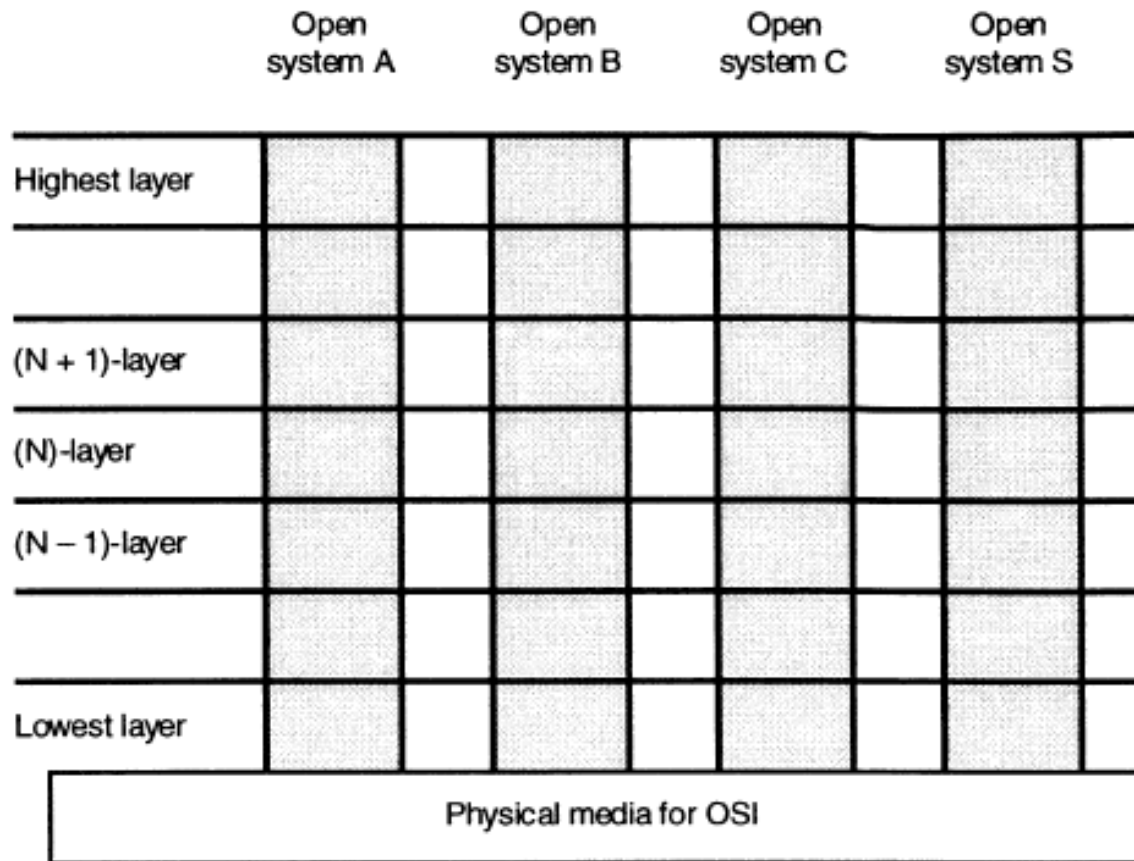 Open system A
Open system B
Open system C
Open system S
Highest layer
(N + 1)-layer
(N)-layer
(N – 1)-layer
Lowest layer
Physical media for OSI